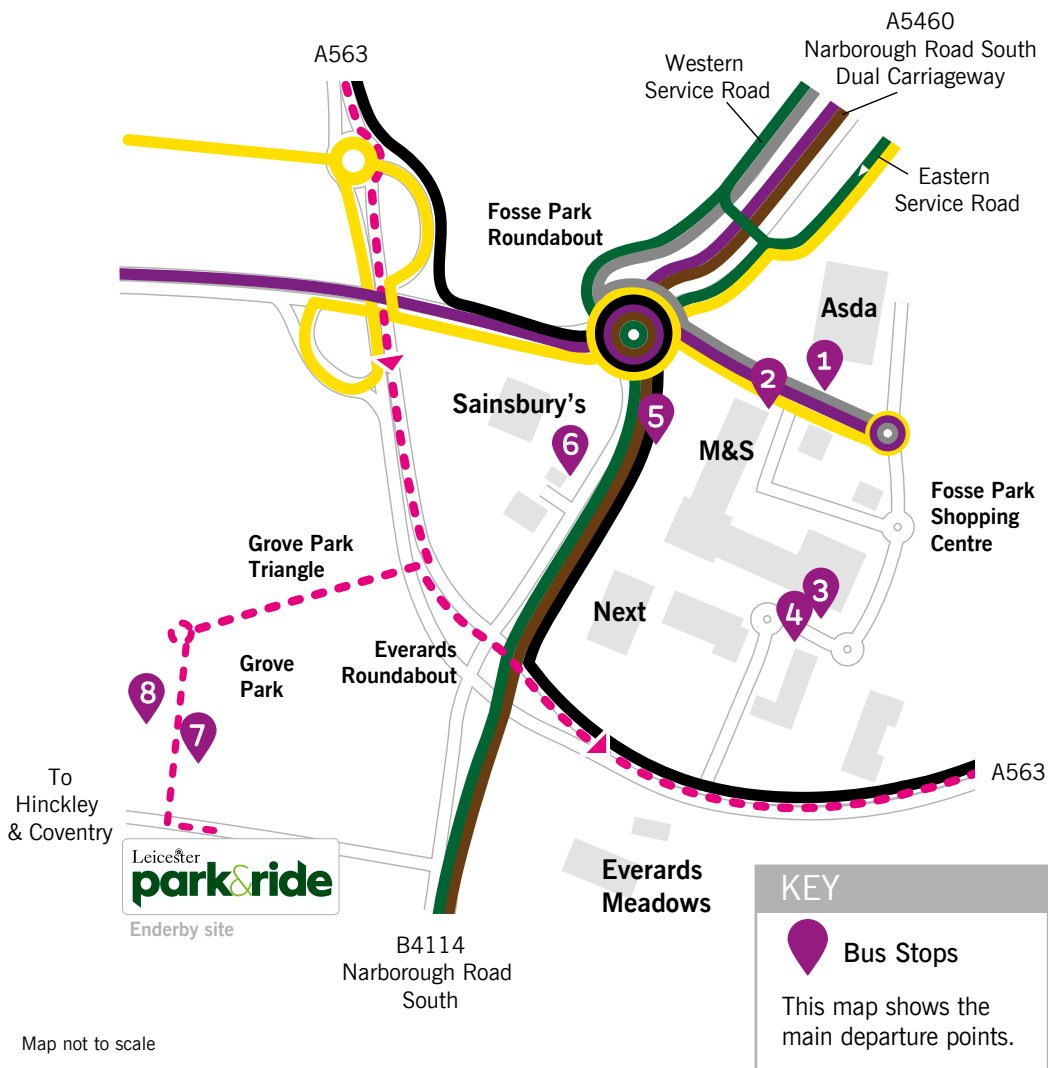 A563
A5460
Narborough Road South
Dual Carriageway
Western
Service Road
Eastern
Service Road
Fosse Park
Roundabout
Asda
1
2
Sainsbury's
5
6
M&S
Fosse Park
Shopping
Centre
Grove Park
Triangle
3
4
Next
Everards
Roundabout
Grove
Park
8
7
To
Hinckley
& Coventry
A563
Leicester
park&ride
Enderby site
Everards
Meadows
B4114
Narborough Road
South
KEY
Bus Stops
This map shows the
main departure points.
Map not to scale